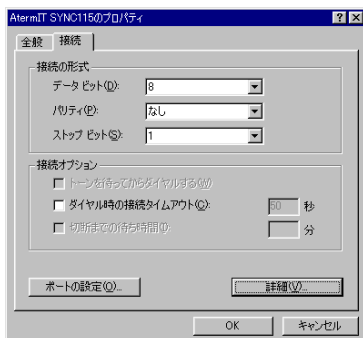 AtermIT SYNC115のプロパティ
全般 接続
接続の形式
データ ビット(D): 8
パリティ(P): なし
ストップ ビット(S): 1
接続オプション
トーンを待ってからダイヤルする(W)
ダイヤル時の接続タイムアウト(C): 50 秒
切断までの待ち時間(I): 分
ポートの設定(O)... 詳細(V)...
OK キャンセル